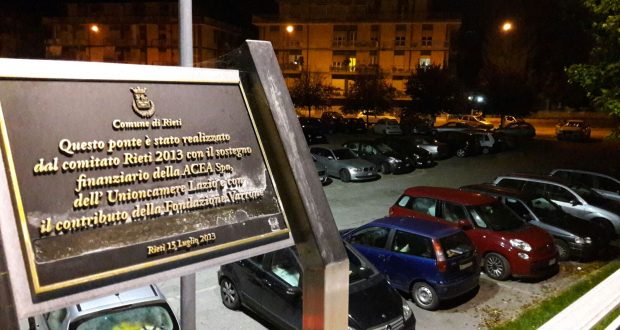 Comune di Rieti
Questo ponte è stato realizzato
dal comitato Rieti 2013 con il sostegno
finanziario della ACEA Spa,
dell' Unioncamere Lazio e con
il contributo della Fondazione Varrone
Rieti 15 Luglio 2013